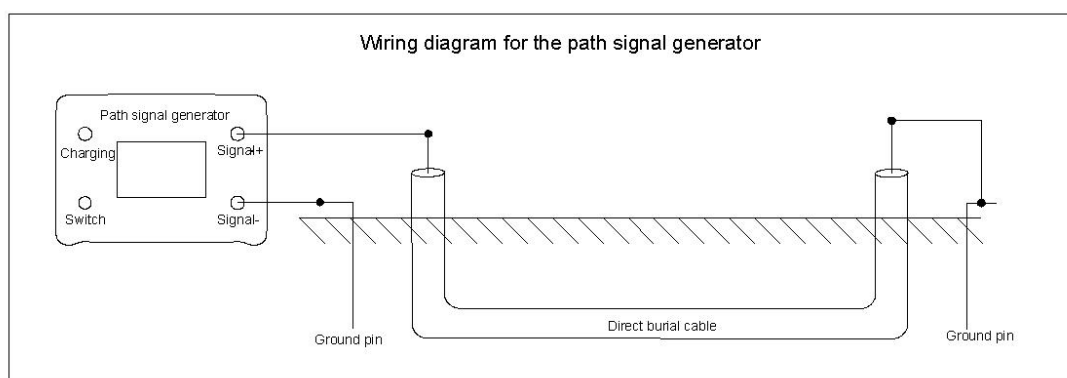 Wiring diagram for the path signal generator
Path signal generator
Charging
Signal+
Switch
Signal-
Ground pin
Direct burial cable
Ground pin